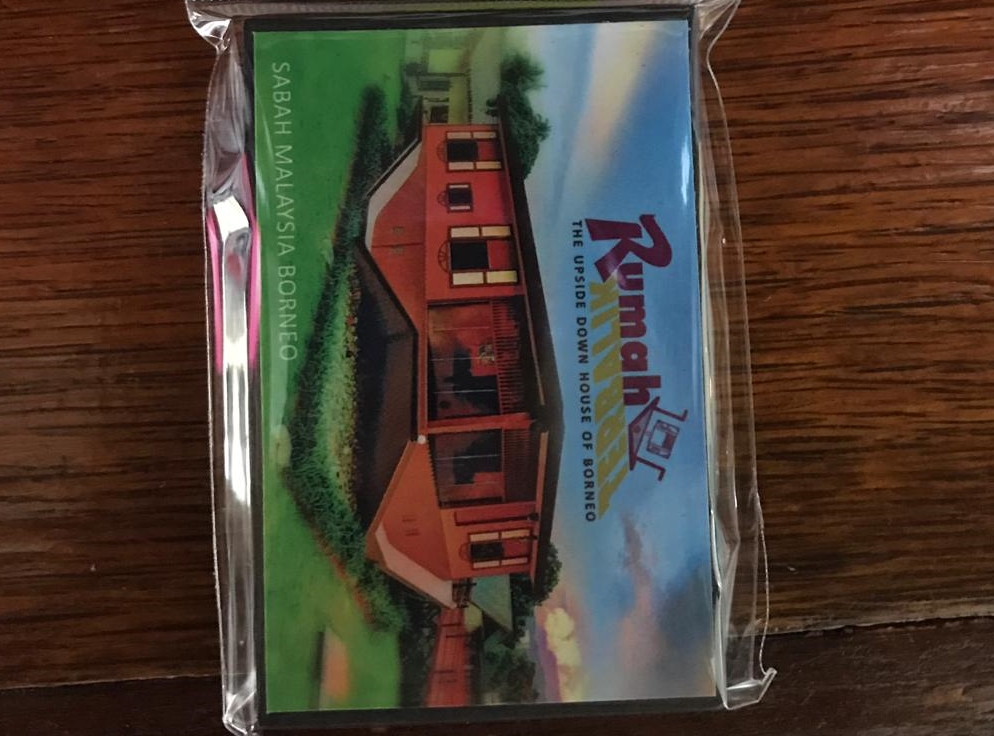 Rumah
TERBALIK
THE UPSIDE DOWN HOUSE OF BORNEO
SABAH MALAYSIA BORNEO